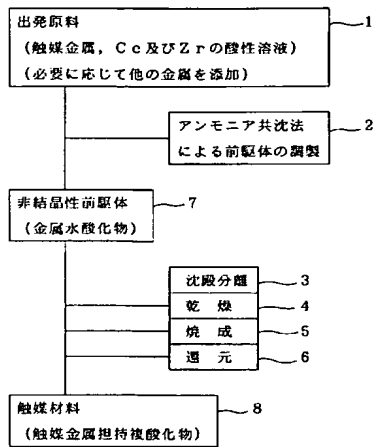 出発原料
1
(触媒金属，Cc及びZrの酸性溶液)
(必要に応じて他の金属を添加)
アンモニア共沈法
2
による前駆体の調製
非結晶性前駆体
7
(金属水酸化物)
沈殿分離
3
乾 燥
4
焼 成
5
還 元
6
触媒材料
8
(触媒金属担持複酸化物)